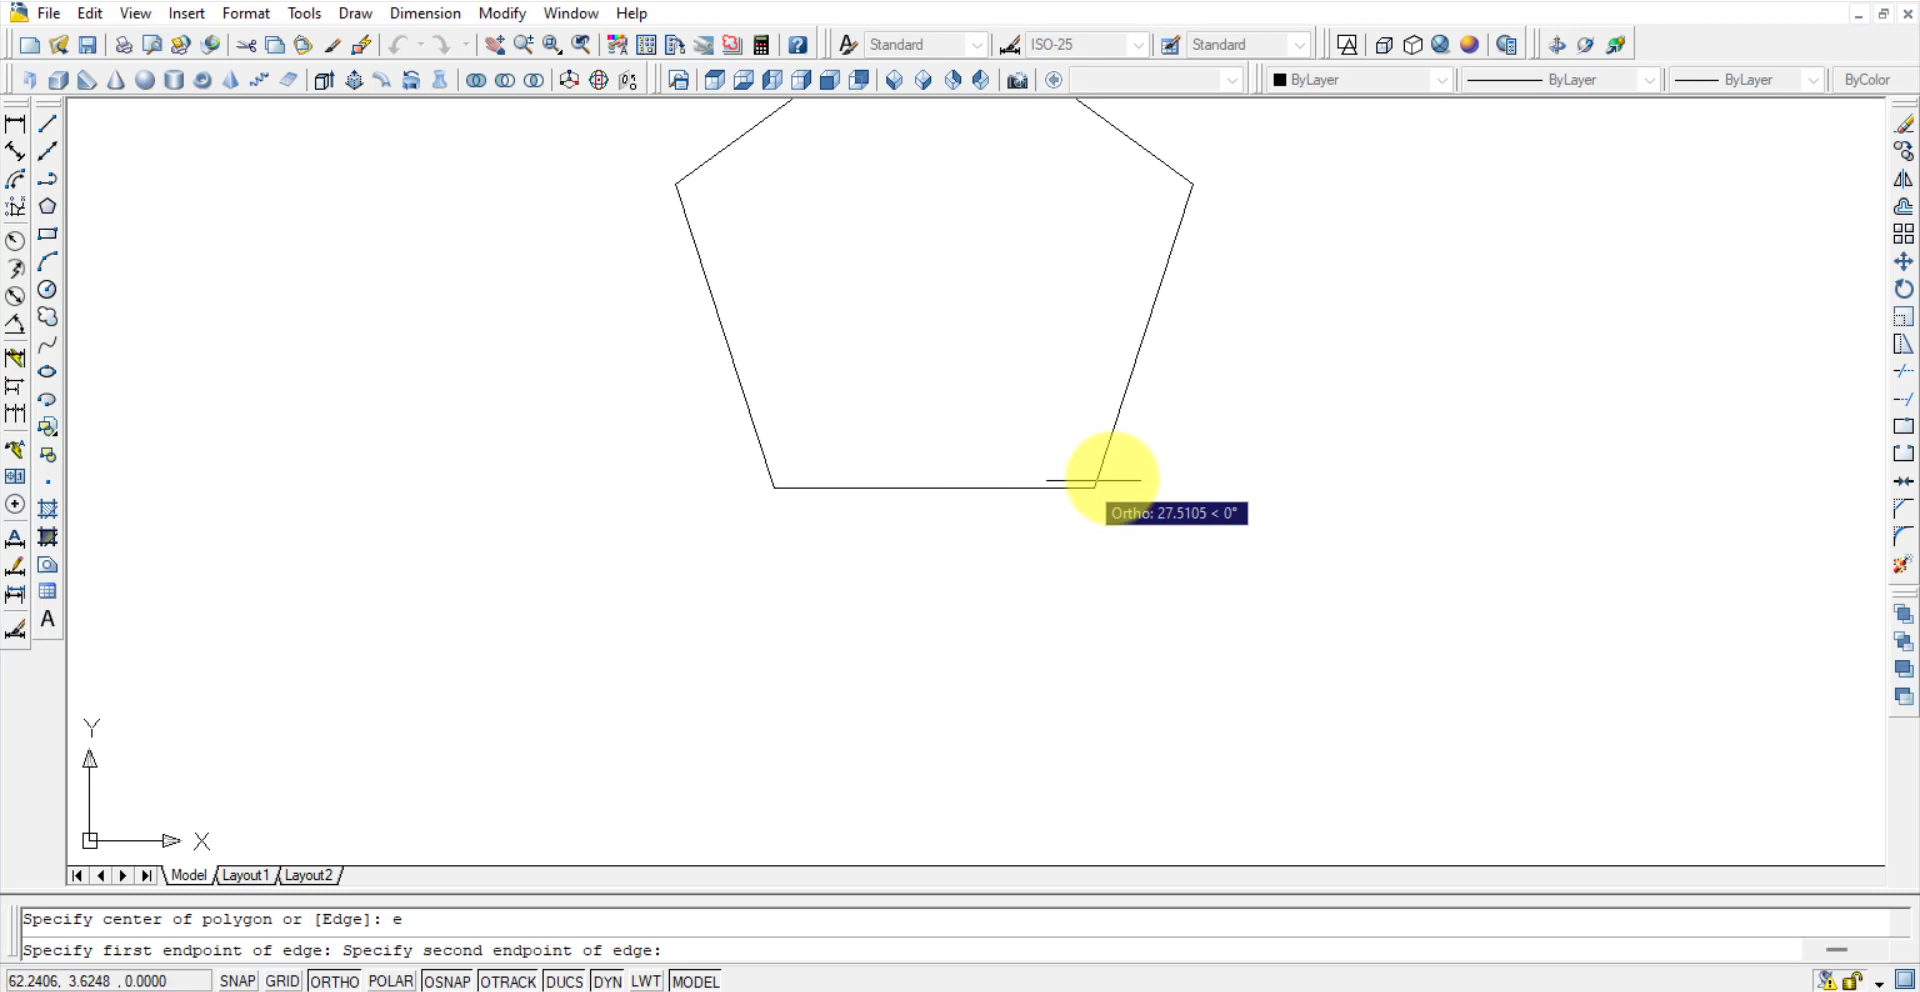 File Edit View Insert Format Tools Draw Dimension Modify Window Help
Standard ISO-25 Standard
ByLayer ByLayer ByLayer ByColor
Ortho: 27.5105 < 0°
A
Y
X
Model Layout1 Layout2
Specify center of polygon or [Edge]: e
Specify first endpoint of edge: Specify second endpoint of edge:
62.2406, 3.6248 , 0.0000 SNAP GRID ORTHO POLAR OSNAP OTRACK DUCS DYN LWT MODEL